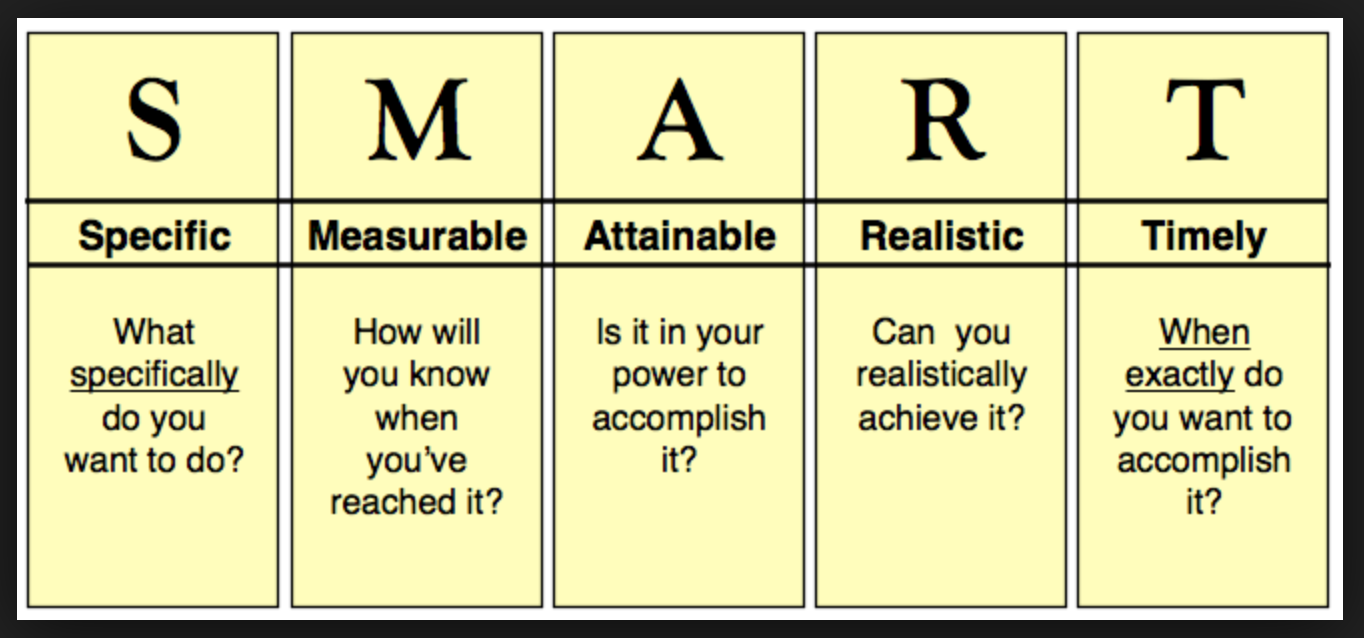 S
Specific
What
specifically
do you
want to do?
M
Measurable
How will
you know
when
you've
reached it?
A
Attainable
Is it in your
power to
accomplish
it?
R
Realistic
Can  you
realistically
achieve it?
T
Timely
When
exactly do
you want to
accomplish
it?